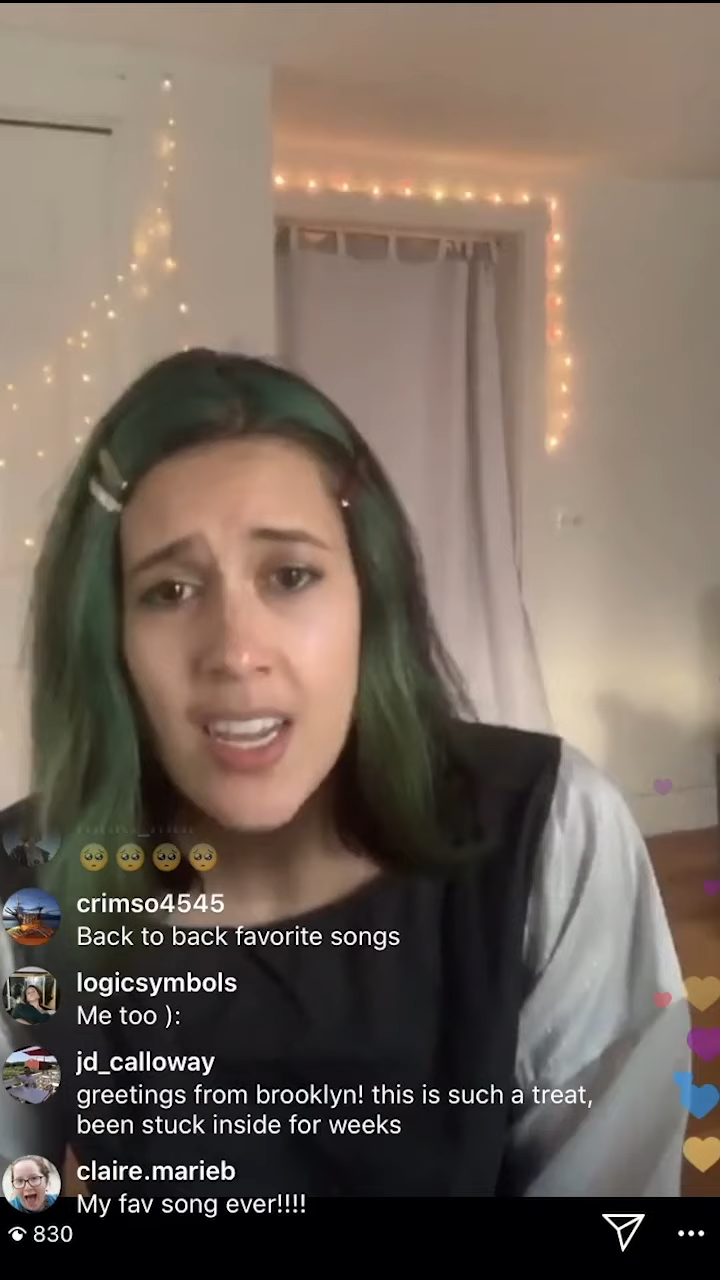 🥺 🥺 🥺 🥺
crimso4545
Back to back favorite songs
logicsymbols
Me too ):
jd_calloway
greetings from brooklyn! this is such a treat,
been stuck inside for weeks
claire.marieb
My fav song ever!!!!
830